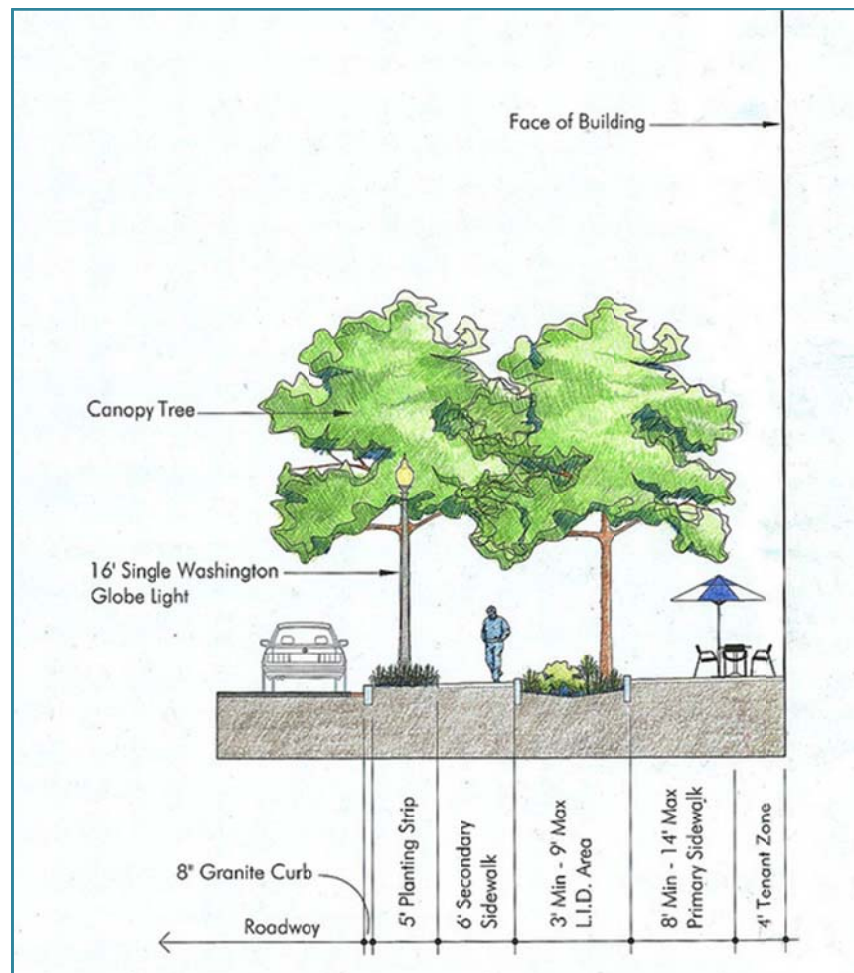 Face of Building
Canopy Tree
16' Single Washington
Globe Light
8" Granite Curb
Roadway
5' Planting Strip
6' Secondary
Sidewalk
3' Min - 9' Max
L.I.D. Area
8' Min - 14' Max
Primary Sidewalk
4' Tenant Zone